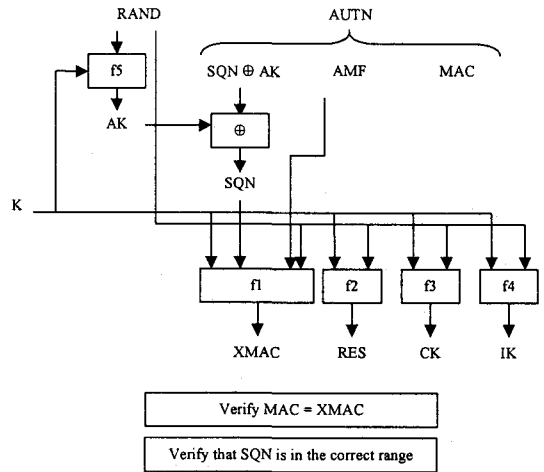 RAND AUTN
f5 SQN ⊕ AK AMF MAC
AK ⊕
SQN
K
f1 f2 f3 f4
XMAC RES CK IK
Verify MAC = XMAC
Verify that SQN is in the correct range